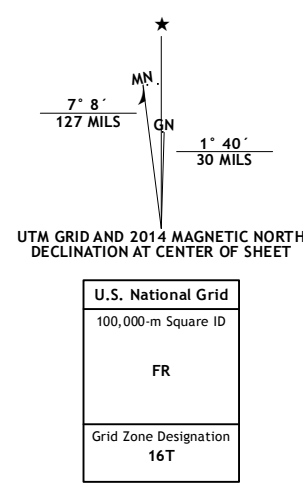 ★
MN
7° 8´
127 MILS
GN
1° 40´
30 MILS
UTM GRID AND 2014 MAGNETIC NORTH
DECLINATION AT CENTER OF SHEET
U.S. National Grid
100,000-m Square ID
FR
Grid Zone Designation
16T